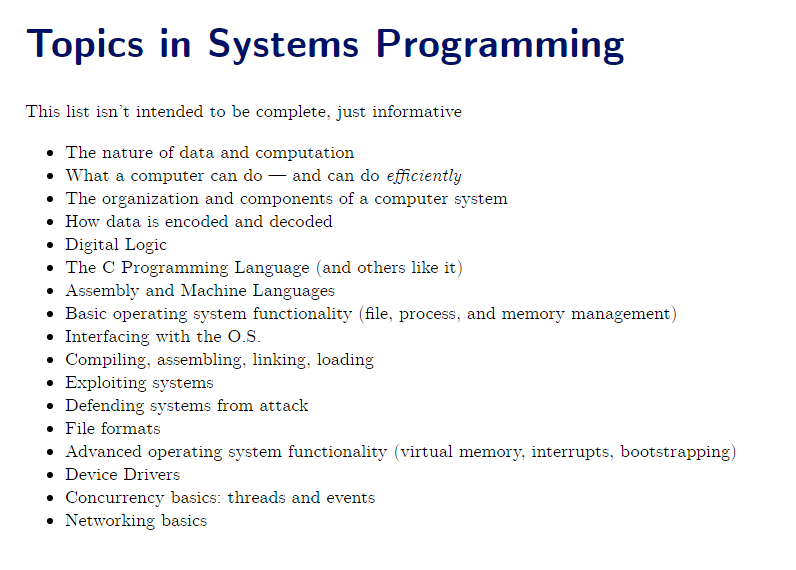 Topics in Systems Programming
This list isn't intended to be complete, just informative
• The nature of data and computation
• What a computer can do — and can do efficiently
• The organization and components of a computer system
• How data is encoded and decoded
• Digital Logic
• The C Programming Language (and others like it)
• Assembly and Machine Languages
• Basic operating system functionality (file, process, and memory management)
• Interfacing with the O.S.
• Compiling, assembling, linking, loading
• Exploiting systems
• Defending systems from attack
• File formats
• Advanced operating system functionality (virtual memory, interrupts, bootstrapping)
• Device Drivers
• Concurrency basics: threads and events
• Networking basics